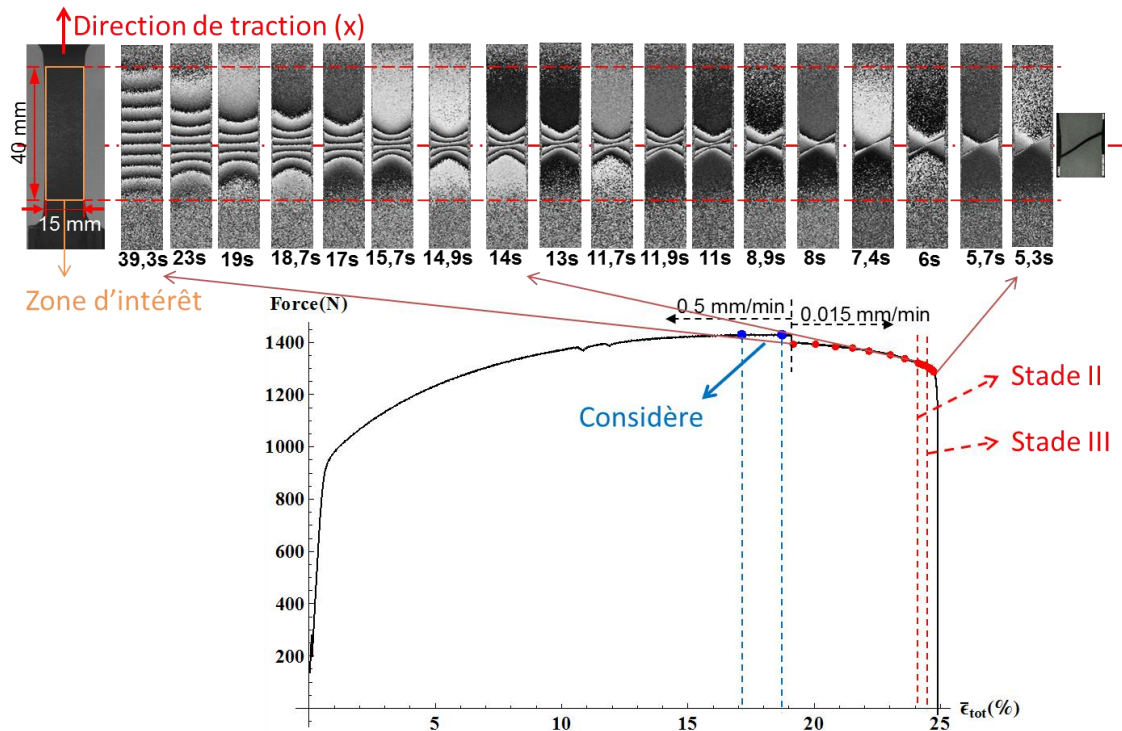 Direction de traction (x)
40 mm
15 mm
39,3s 23s 19s 18,7s 17s 15,7s 14,9s 14s 13s 11,7s 11,9s 11s 8,9s 8s 7,4s 6s 5,7s 5,3s
Zone d'intérêt
Force(N)
0.5 mm/min
0.015 mm/min
1400
1200
1000
800
600
400
200
Considère
Stade II
Stade III
5 10 15 20 25
ε̄tot(%)